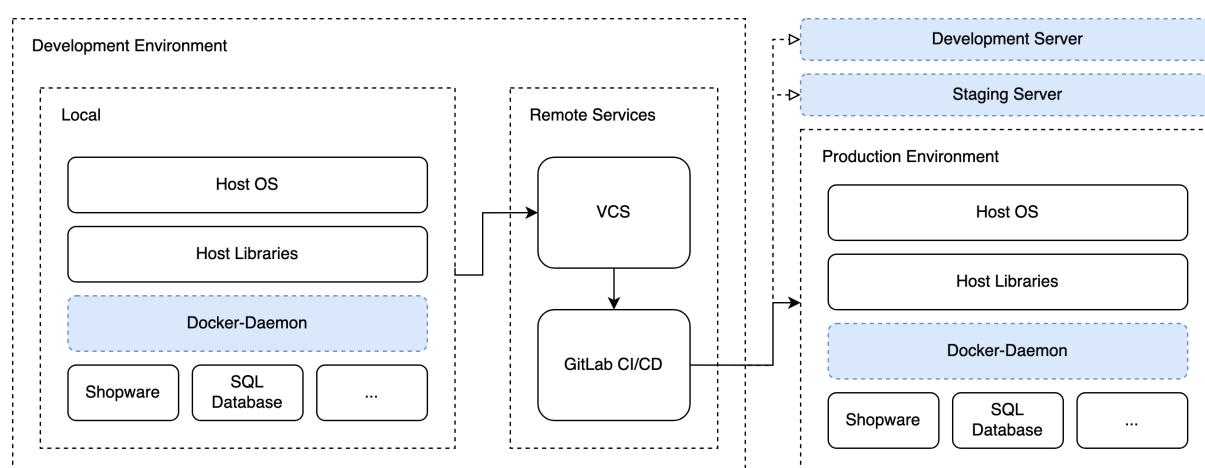 Development Environment
Local
Host OS
Host Libraries
Docker-Daemon
Shopware
SQL
Database
...
Remote Services
VCS
GitLab CI/CD
Development Server
Staging Server
Production Environment
Host OS
Host Libraries
Docker-Daemon
Shopware
SQL
Database
...